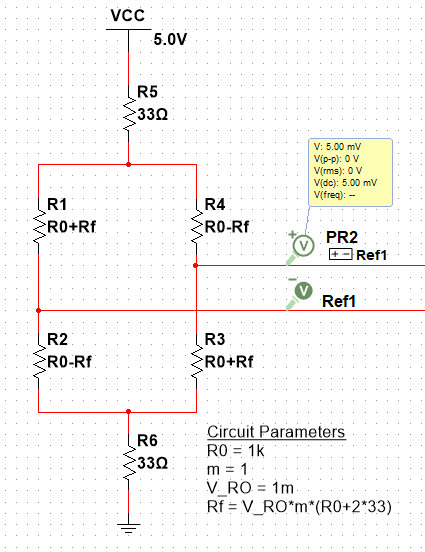 VCC
5.0V
R5
33Ω
R1
R0+Rf
R4
R0-Rf
V: 5.00 mV
V(p-p): 0 V
V(rms): 0 V
V(dc): 5.00 mV
V(freq): --
+
V
PR2
+ - Ref1
-
V
Ref1
R2
R0-Rf
R3
R0+Rf
R6
33Ω
Circuit Parameters
R0 = 1k
m = 1
V_RO = 1m
Rf = V_RO*m*(R0+2*33)